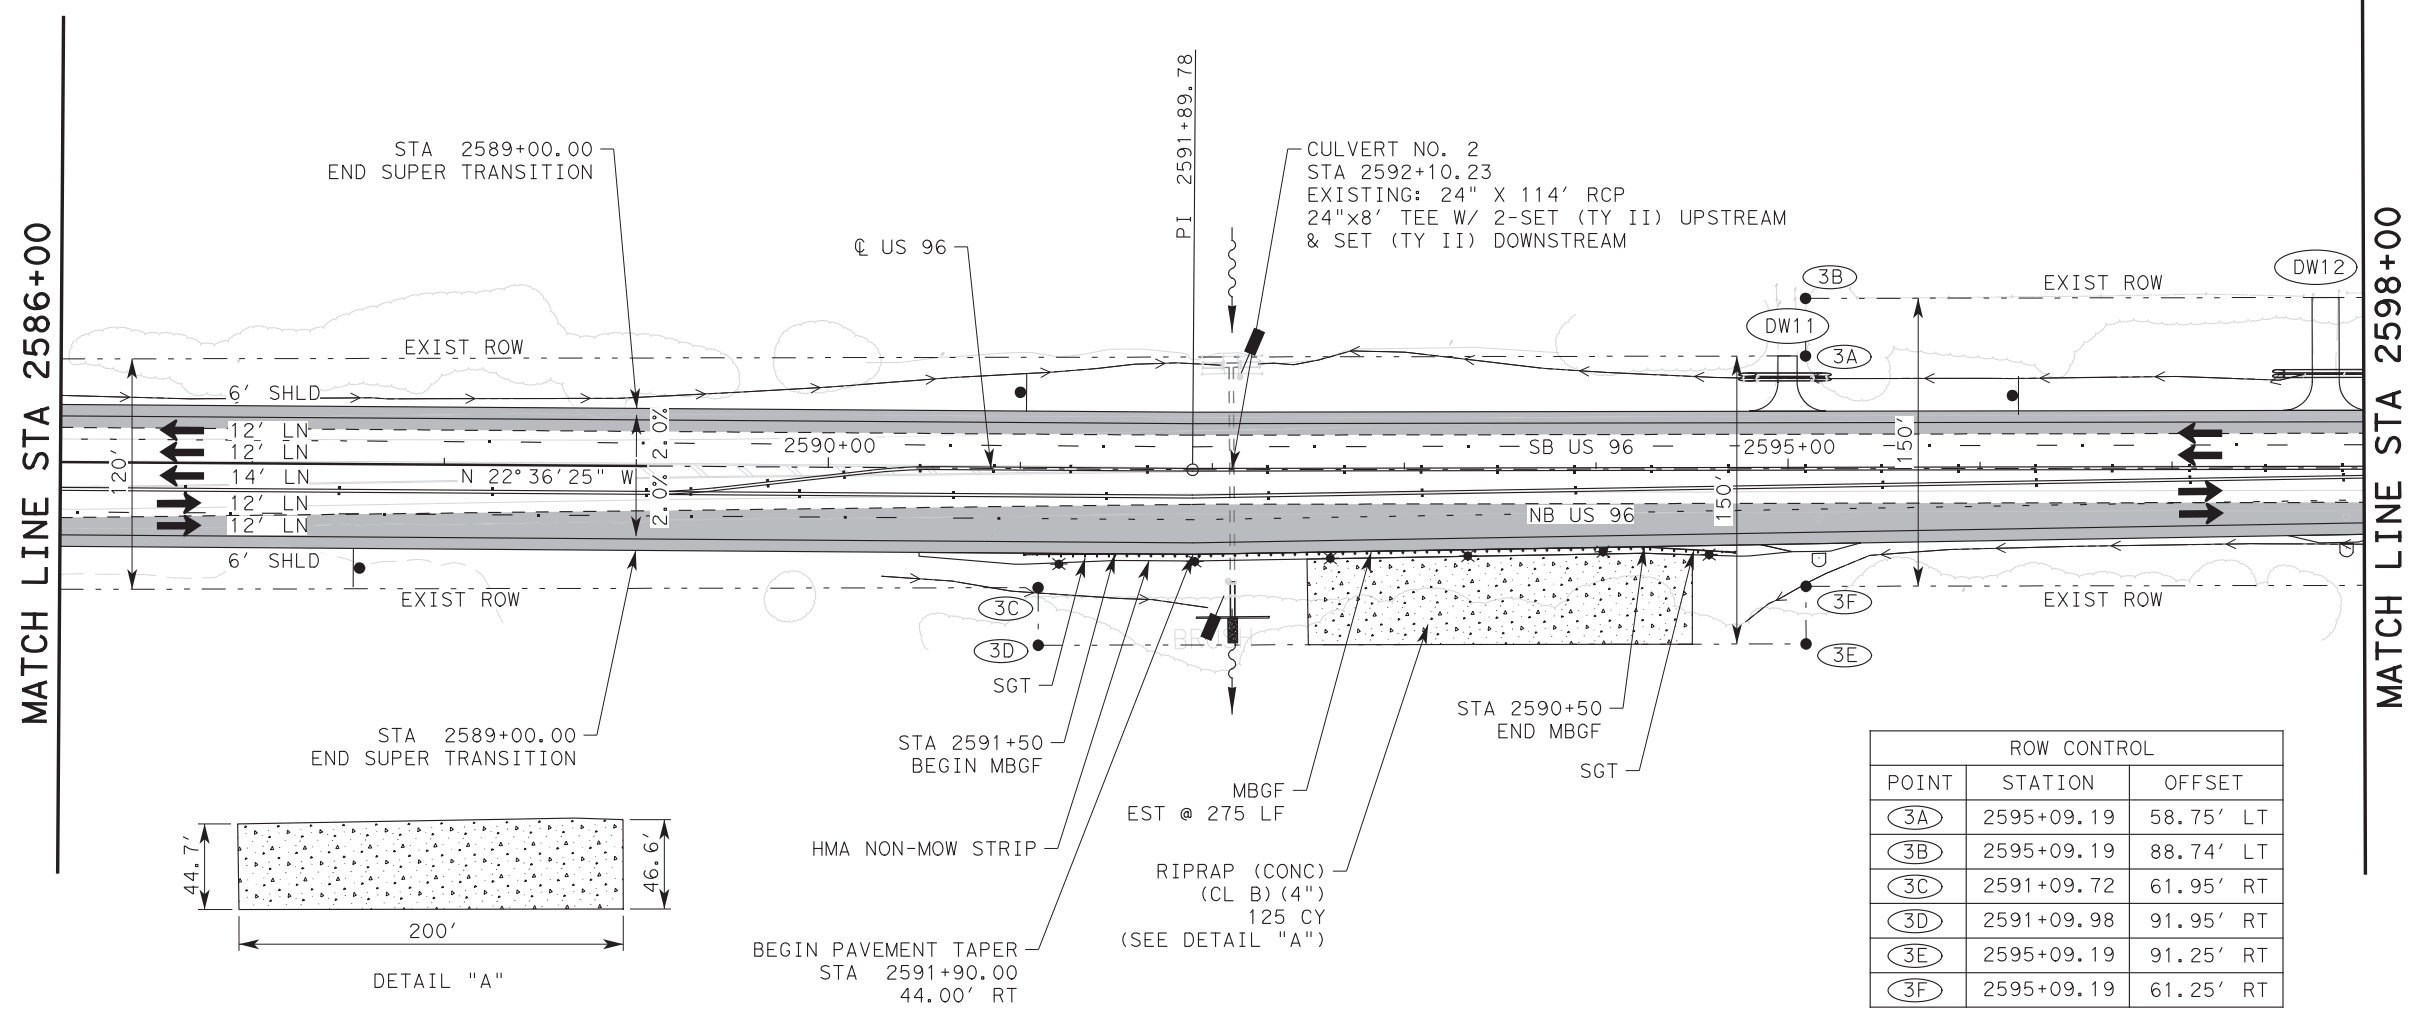 MATCH LINE STA 2586+00
STA 2589+00.00
END SUPER TRANSITION
℄ US 96
PI 2591+89.78
CULVERT NO. 2
STA 2592+10.23
EXISTING: 24" X 114' RCP
24"x8' TEE W/ 2-SET (TY II) UPSTREAM
& SET (TY II) DOWNSTREAM
3B
EXIST ROW
DW12
DW11
3A
EXIST ROW
6' SHLD
12' LN
12' LN
14' LN
12' LN
12' LN
6' SHLD
120'
N 22°36'25" W
2.0%
2.0%
2590+00
SB US 96
2595+00
NB US 96
150'
150'
EXIST ROW
3C
3D
BRUSH
3F
3E
EXIST ROW
MATCH LINE STA 2598+00
SGT
STA 2589+00.00
END SUPER TRANSITION
STA 2591+50
BEGIN MBGF
STA 2590+50
END MBGF
SGT
MBGF
EST @ 275 LF
HMA NON-MOW STRIP
RIPRAP (CONC)
(CL B)(4")
125 CY
(SEE DETAIL "A")
BEGIN PAVEMENT TAPER
STA 2591+90.00
44.00' RT
44.7'
46.6'
200'
DETAIL "A"
ROW CONTROL
POINT STATION OFFSET
3A 2595+09.19 58.75' LT
3B 2595+09.19 88.74' LT
3C 2591+09.72 61.95' RT
3D 2591+09.98 91.95' RT
3E 2595+09.19 91.25' RT
3F 2595+09.19 61.25' RT